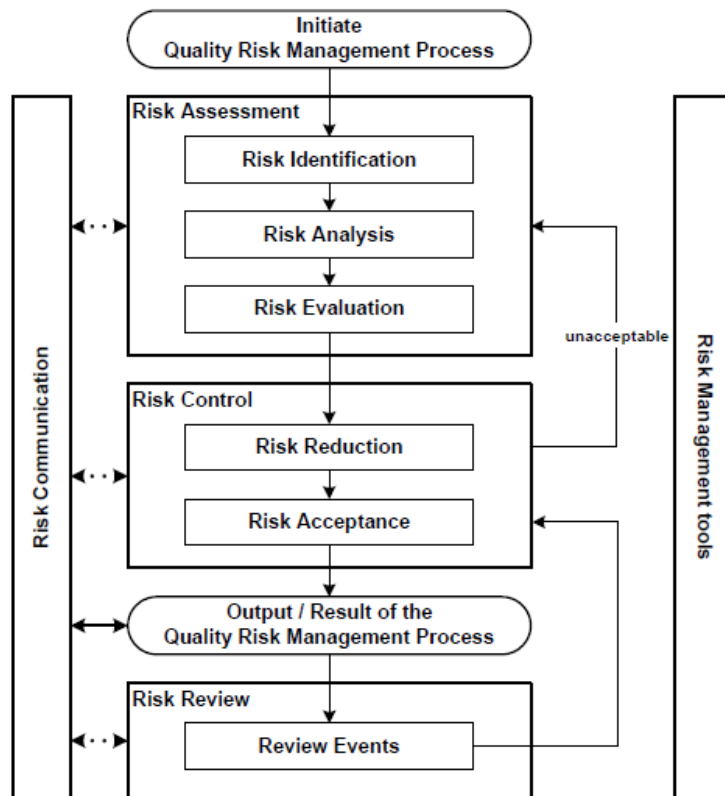 Initiate
Quality Risk Management Process
Risk Assessment
Risk Identification
Risk Analysis
Risk Evaluation
unacceptable
Risk Communication
Risk Management tools
Risk Control
Risk Reduction
Risk Acceptance
Output / Result of the
Quality Risk Management Process
Risk Review
Review Events